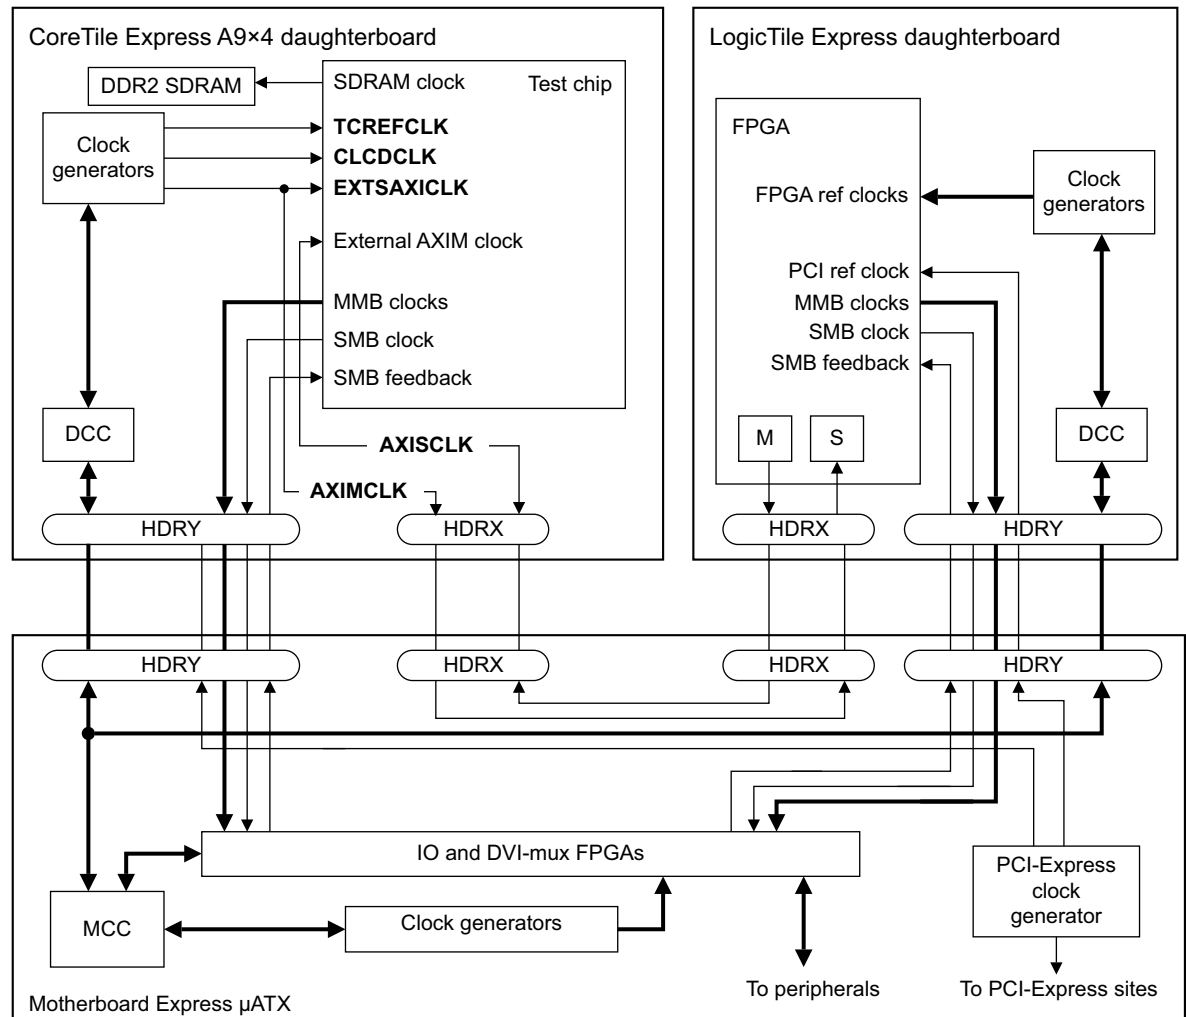 CoreTile Express A9×4 daughterboard
DDR2 SDRAM
SDRAM clock
Test chip
Clock
generators
TCREFCLK
CLCDCLK
EXTSAXICLK
External AXIM clock
MMB clocks
SMB clock
SMB feedback
DCC
AXISCLK
AXIMCLK
HDRY
HDRX
LogicTile Express daughterboard
FPGA
Clock
generators
FPGA ref clocks
PCI ref clock
MMB clocks
SMB clock
SMB feedback
M
S
DCC
HDRX
HDRY
HDRY
HDRX
HDRX
HDRY
IO and DVI-mux FPGAs
PCI-Express
clock
generator
MCC
Clock generators
To peripherals
To PCI-Express sites
Motherboard Express µATX